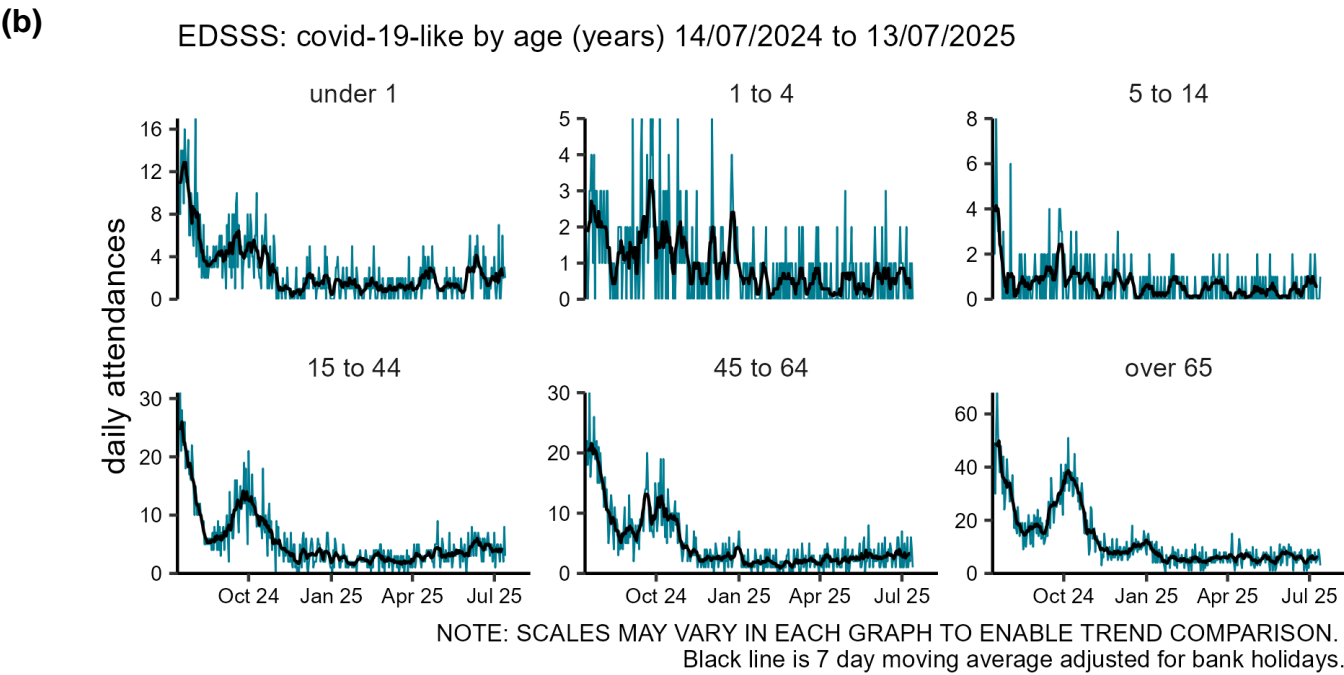 (b)
EDSSS: covid-19-like by age (years) 14/07/2024 to 13/07/2025
under 1
1 to 4
5 to 14
16
12
8
4
0
5
4
3
2
1
0
8
6
4
2
0
daily attendances
15 to 44
45 to 64
over 65
30
20
10
0
30
20
10
0
60
40
20
0
Oct 24 Jan 25 Apr 25 Jul 25
Oct 24 Jan 25 Apr 25 Jul 25
Oct 24 Jan 25 Apr 25 Jul 25
NOTE: SCALES MAY VARY IN EACH GRAPH TO ENABLE TREND COMPARISON.
Black line is 7 day moving average adjusted for bank holidays.